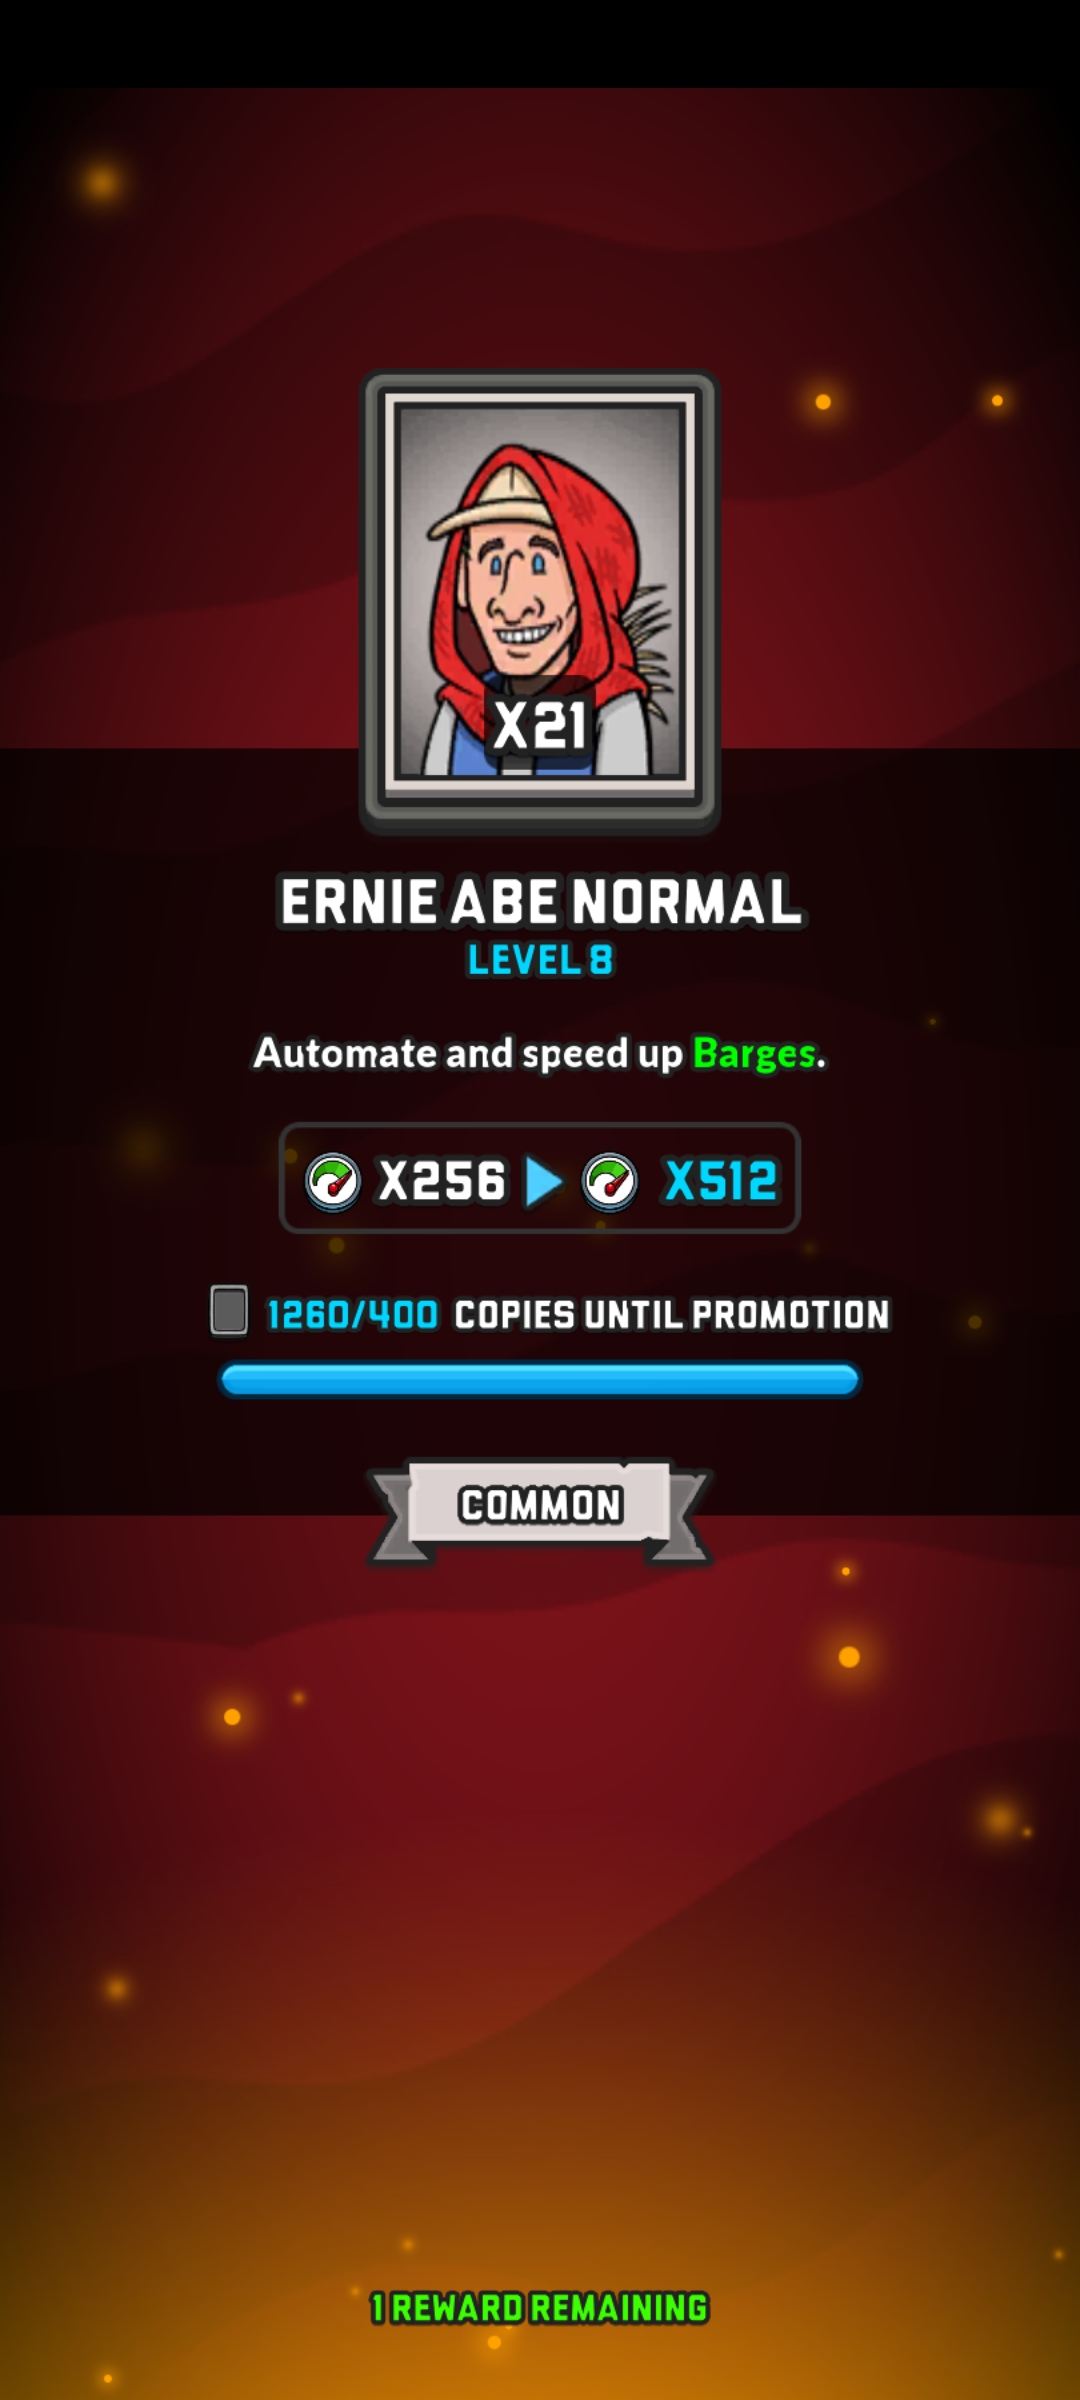 X21
ERNIE ABE NORMAL
LEVEL 8
Automate and speed up Barges.
X256 X512
1260/400 COPIES UNTIL PROMOTION
COMMON
1 REWARD REMAINING